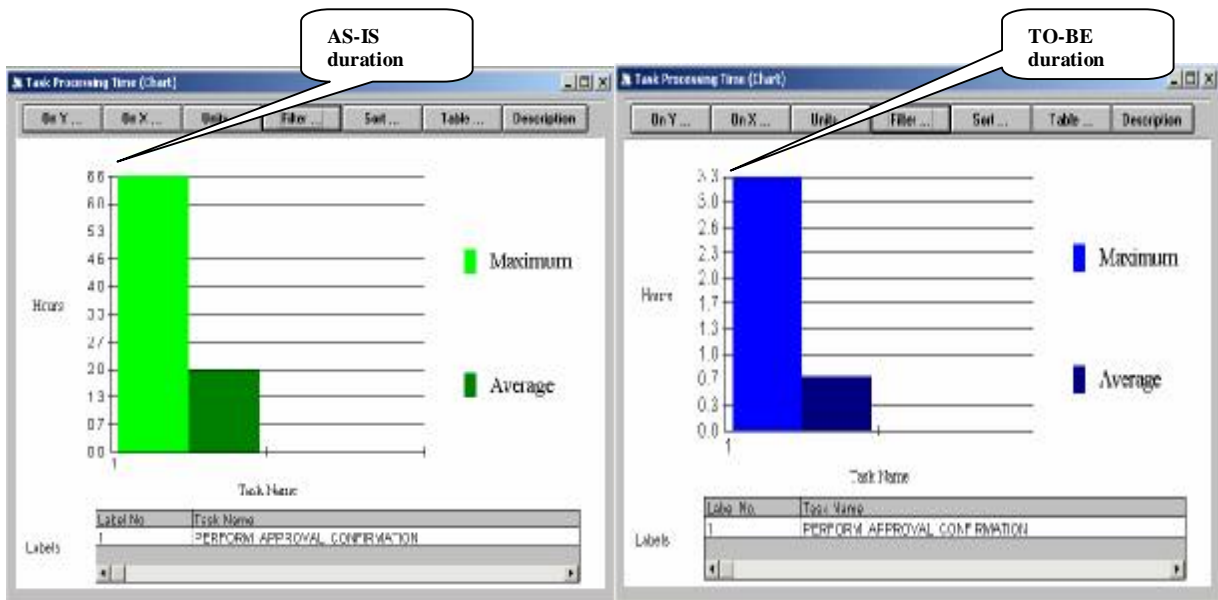 AS-IS
duration
TO-BE
duration
Task Processing Time (Chart)
On Y ... On X ... Units ... Filter ... Sort ... Table ... Description
6.6
6.0
5.3
4.6
4.0
3.3
2.7
2.0
1.3
0.7
0.0
Hours
1
Maximum
Average
Task Name
Label No. Task Name
1 PERFORM APPROVAL CONFIRMATION
Labels
Task Processing Time (Chart)
On Y ... On X ... Units ... Filter ... Sort ... Table ... Description
3.3
3.0
2.6
2.3
2.0
1.7
1.3
1.0
0.7
0.3
0.0
Hours
1
Maximum
Average
Task Name
Label No. Task Name
1 PERFORM APPROVAL CONFIRMATION
Labels